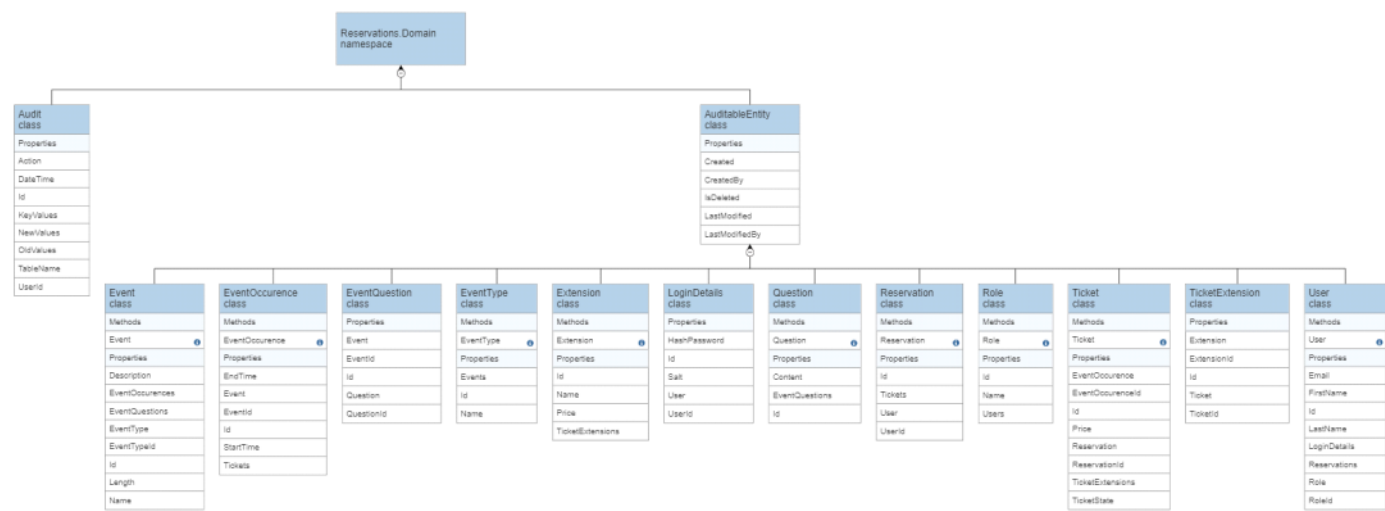 Reservations.Domain
namespace
Audit
class
Properties
Action
DateTime
Id
KeyValues
NewValues
OldValues
TableName
UserId
AuditableEntity
class
Properties
Created
CreatedBy
IsDeleted
LastModified
LastModifiedBy
Event
class
Methods
Event
Properties
Description
EventOccurences
EventQuestions
EventType
EventTypeId
Id
Length
Name
EventOccurence
class
Methods
EventOccurence
Properties
EndTime
Event
EventId
Id
StartTime
Tickets
EventQuestion
class
Properties
Event
EventId
Id
Question
QuestionId
EventType
class
Methods
EventType
Properties
Events
Id
Name
Extension
class
Methods
Extension
Properties
Id
Name
Price
TicketExtensions
LoginDetails
class
Properties
HashPassword
Id
Salt
User
UserId
Question
class
Methods
Question
Properties
Content
EventQuestions
Id
Reservation
class
Methods
Reservation
Properties
Id
Tickets
User
UserId
Role
class
Methods
Role
Properties
Id
Name
Users
Ticket
class
Methods
Ticket
Properties
EventOccurence
EventOccurenceId
Id
Price
Reservation
ReservationId
TicketExtensions
TicketState
TicketExtension
class
Properties
Extension
ExtensionId
Id
Ticket
TicketId
User
class
Methods
User
Properties
Email
FirstName
Id
LastName
LoginDetails
Reservations
Role
RoleId